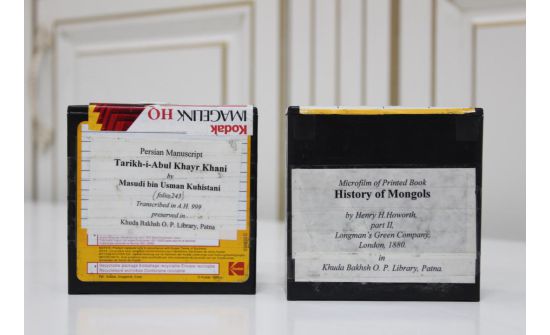 Kodak
IMAGELINK HQ
Persian Manuscript
Tarikh-i-Abul Khayr Khani
by
Masudi bin Usman Kuhistani
(folio,243)
Transcribed in A.H. 999
preserved in
Khuda Bakhsh O. P. Library, Patna
Microfilm of Printed Book
History of Mongols
by Henry H.Howorth,
part II,
Longman's Green Company,
London, 1880.
in
Khuda Bakhsh O. P. Library, Patna.